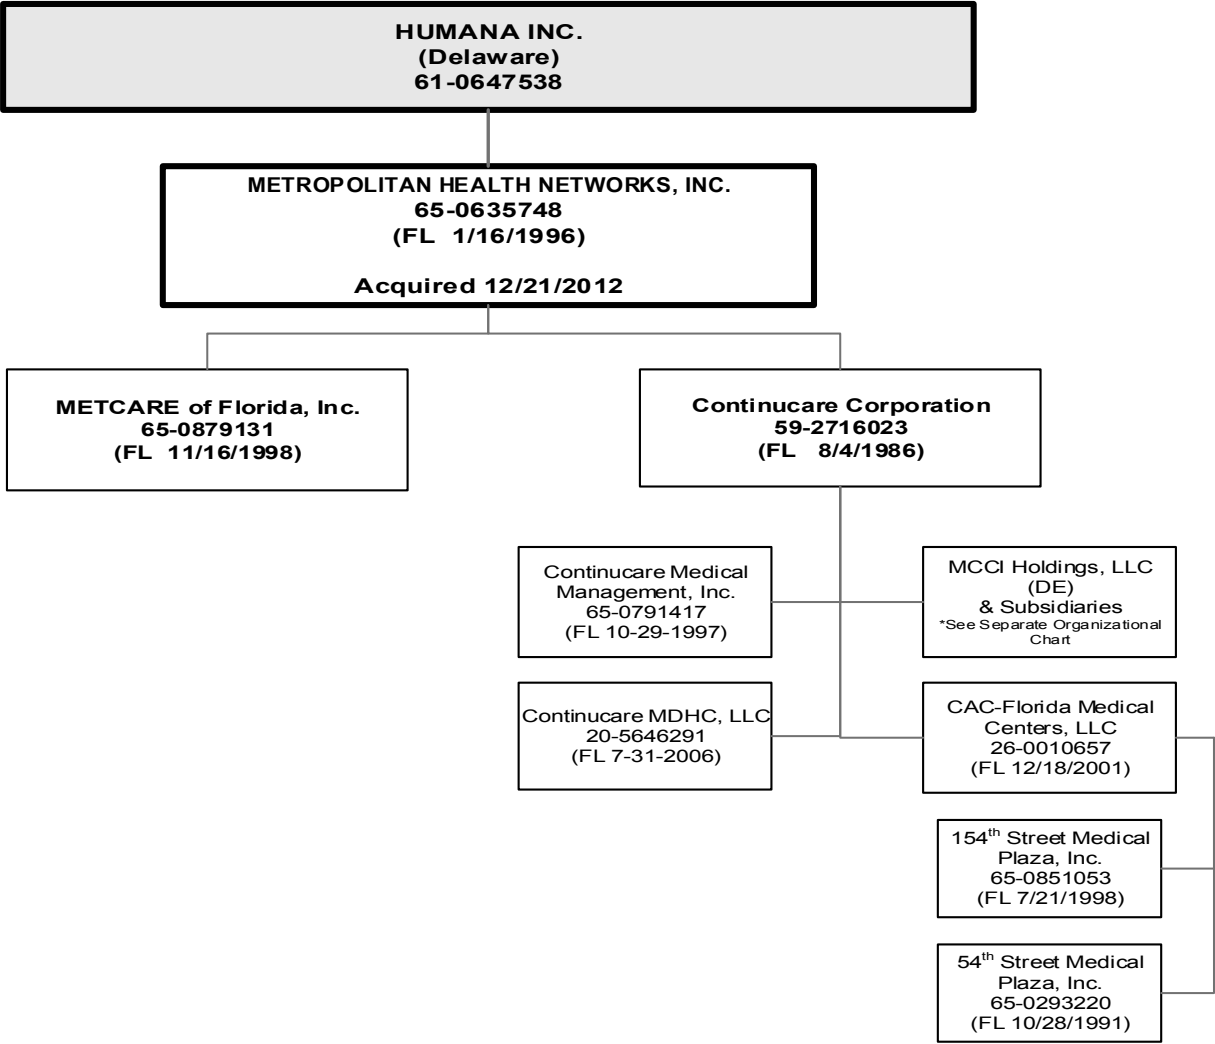 HUMANA INC.
(Delaware)
61-0647538
METROPOLITAN HEALTH NETWORKS, INC.
65-0635748
(FL 1/16/1996)
Acquired 12/21/2012
METCARE of Florida, Inc.
65-0879131
(FL 11/16/1998)
Continucare Corporation
59-2716023
(FL 8/4/1986)
Continucare Medical
Management, Inc.
65-0791417
(FL 10-29-1997)
MCCI Holdings, LLC
(DE)
& Subsidiaries
*See Separate Organizational
Chart
Continucare MDHC, LLC
20-5646291
(FL 7-31-2006)
CAC-Florida Medical
Centers, LLC
26-0010657
(FL 12/18/2001)
154th Street Medical
Plaza, Inc.
65-0851053
(FL 7/21/1998)
54th Street Medical
Plaza, Inc.
65-0293220
(FL 10/28/1991)